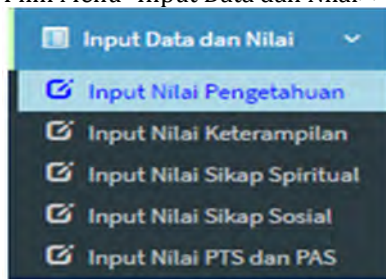 Input Data dan Nilai
Input Nilai Pengetahuan
Input Nilai Keterampilan
Input Nilai Sikap Spiritual
Input Nilai Sikap Sosial
Input Nilai PTS dan PAS